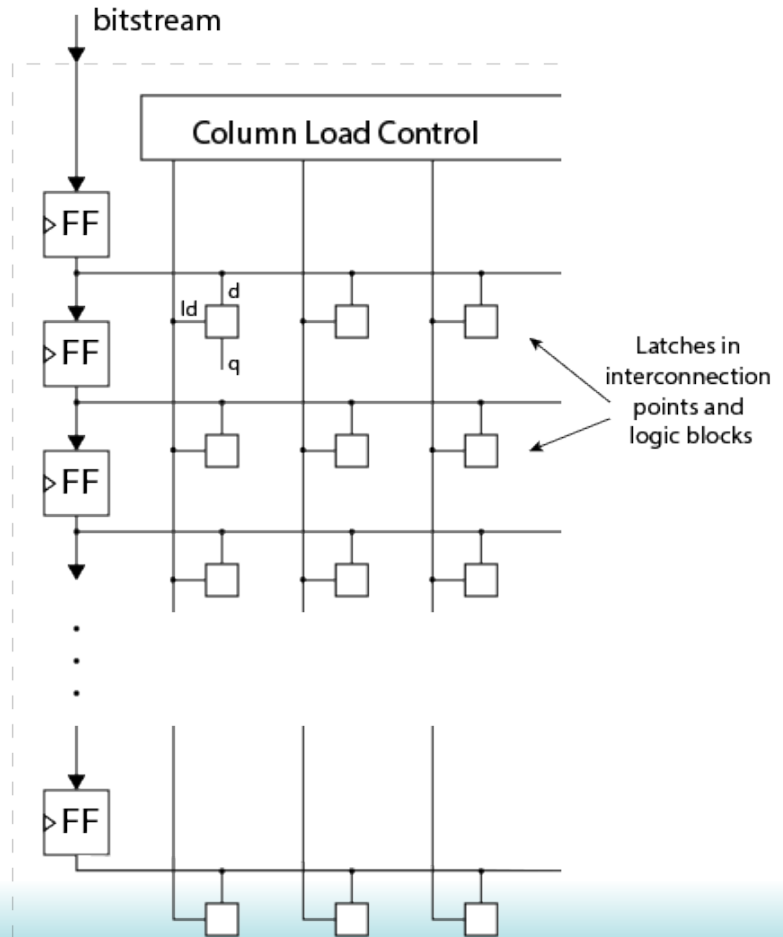 bitstream
Column Load Control
FF
d
ld
FF
q
Latches in
interconnection
points and
logic blocks
FF
FF